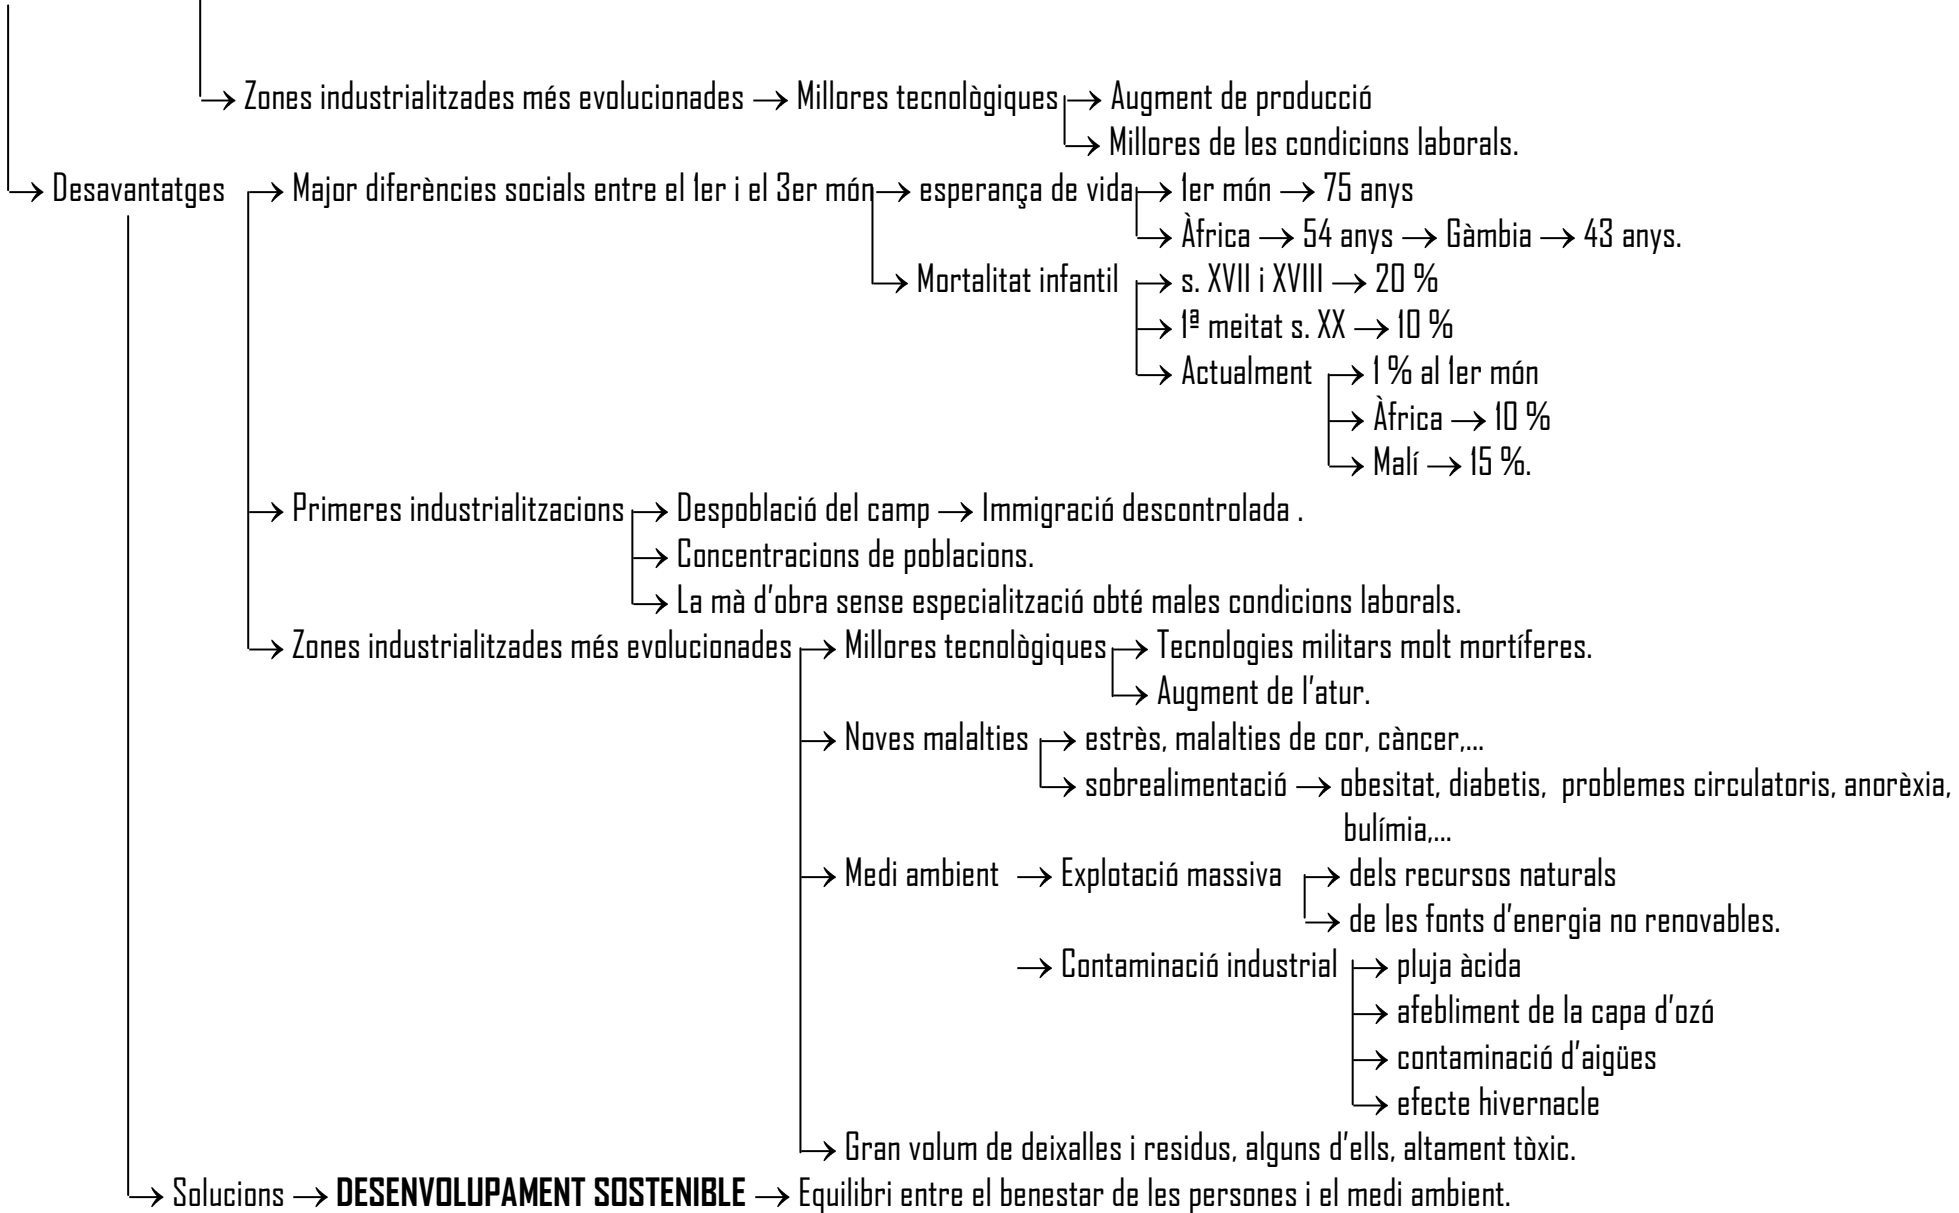 → Zones industrialitzades més evolucionades → Millores tecnològiques → Augment de producció
→ Millores de les condicions laborals.
→ Desavantatges → Major diferències socials entre el 1er i el 3er món → esperança de vida → 1er món → 75 anys
→ Àfrica → 54 anys → Gàmbia → 43 anys.
→ Mortalitat infantil → s. XVII i XVIII → 20 %
→ 1ª meitat s. XX → 10 %
→ Actualment → 1 % al 1er món
→ Àfrica → 10 %
→ Malí → 15 %.
→ Primeres industrialitzacions → Despoblació del camp → Immigració descontrolada .
→ Concentracions de poblacions.
→ La mà d'obra sense especialització obté males condicions laborals.
→ Zones industrialitzades més evolucionades → Millores tecnològiques → Tecnologies militars molt mortíferes.
→ Augment de l'atur.
→ Noves malalties → estrès, malalties de cor, càncer,...
→ sobrealimentació → obesitat, diabetis, problemes circulatoris, anorèxia,
bulímia,...
→ Medi ambient → Explotació massiva → dels recursos naturals
→ de les fonts d'energia no renovables.
→ Contaminació industrial → pluja àcida
→ afebliment de la capa d'ozó
→ contaminació d'aigües
→ efecte hivernacle
→ Gran volum de deixalles i residus, alguns d'ells, altament tòxic.
→ Solucions → DESENVOLUPAMENT SOSTENIBLE → Equilibri entre el benestar de les persones i el medi ambient.